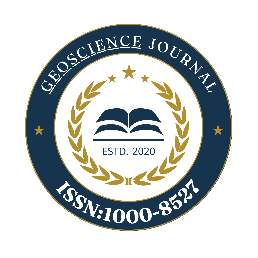 GEOSCIENCE JOURNAL
ESTD. 2020
ISSN:1000-8527